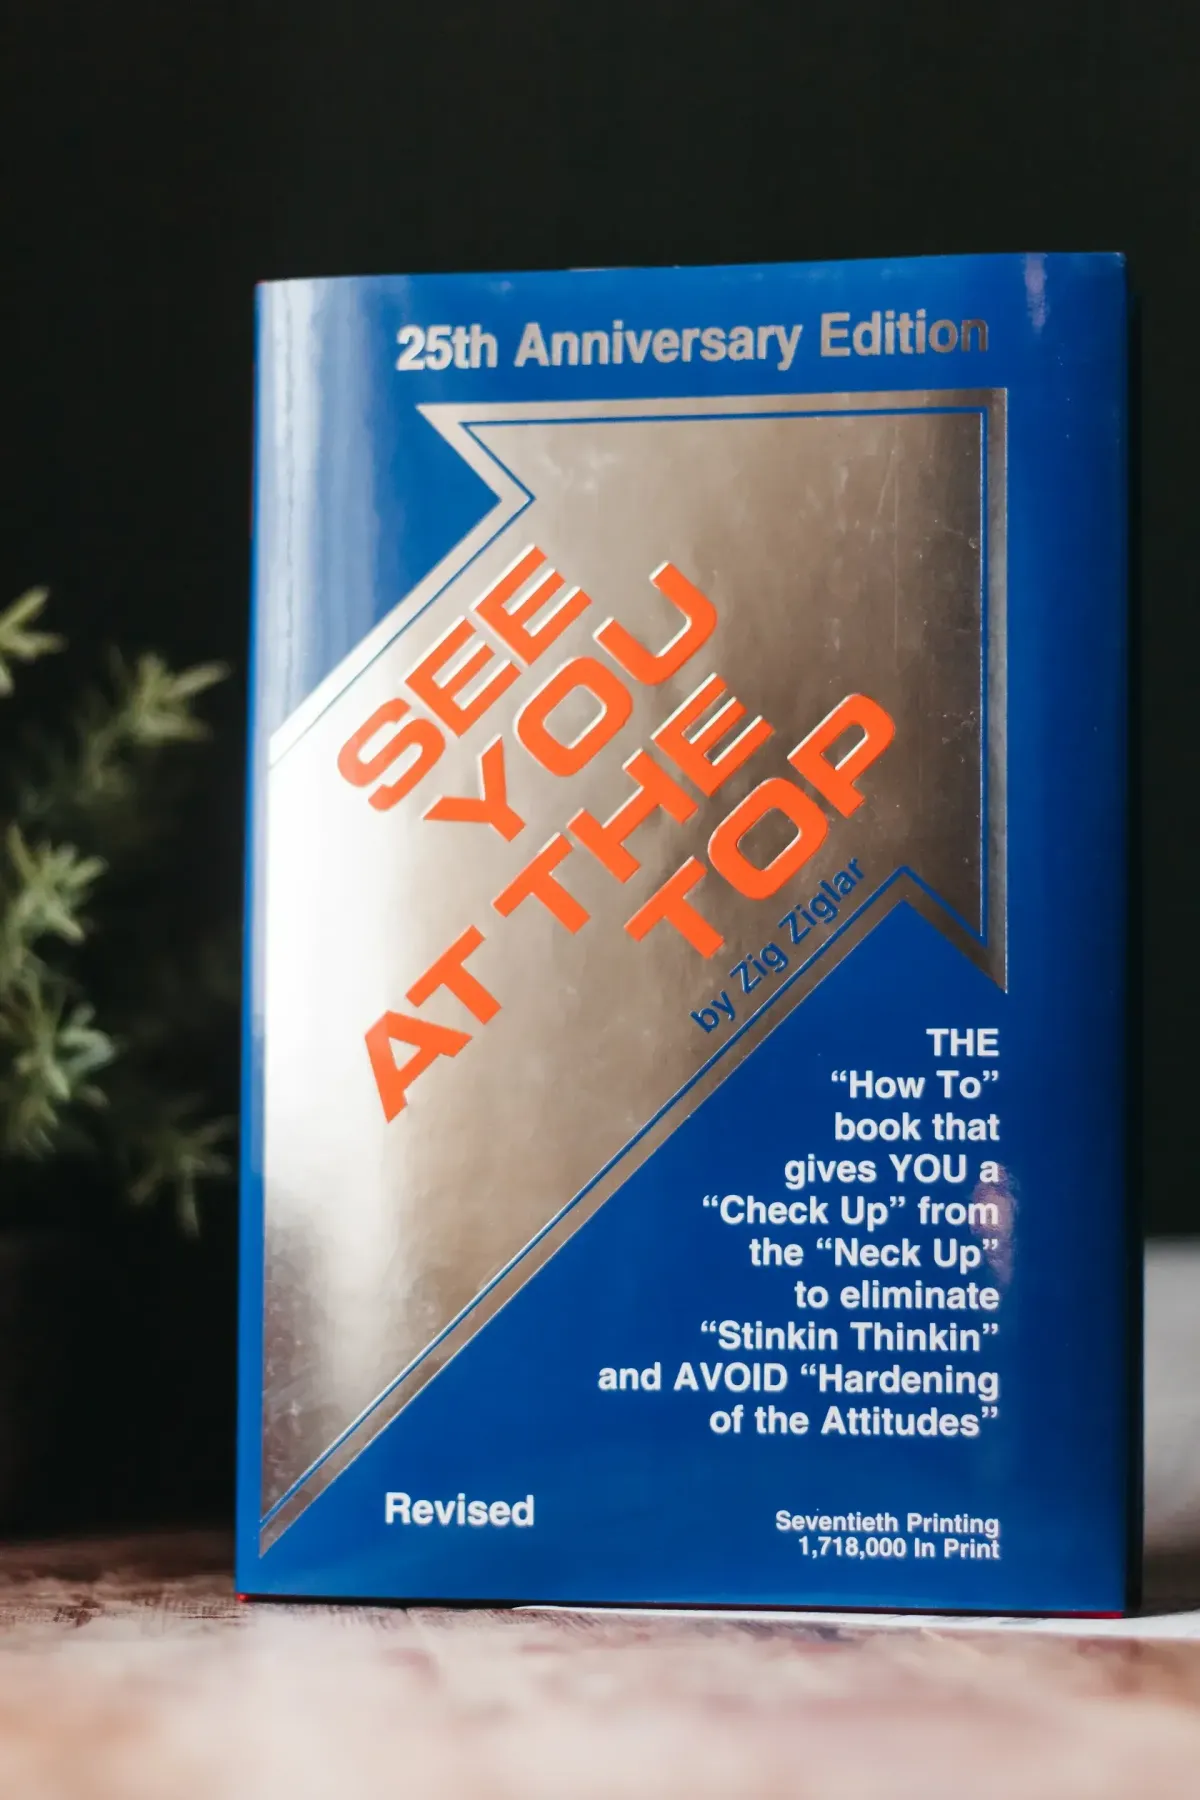 25th Anniversary Edition
SEE
YOU
AT THE
TOP
by Zig Ziglar
THE
“How To”
book that
gives YOU a
“Check Up” from
the “Neck Up”
to eliminate
“Stinkin Thinkin”
and AVOID “Hardening
of the Attitudes”
Revised
Seventieth Printing
1,718,000 In Print